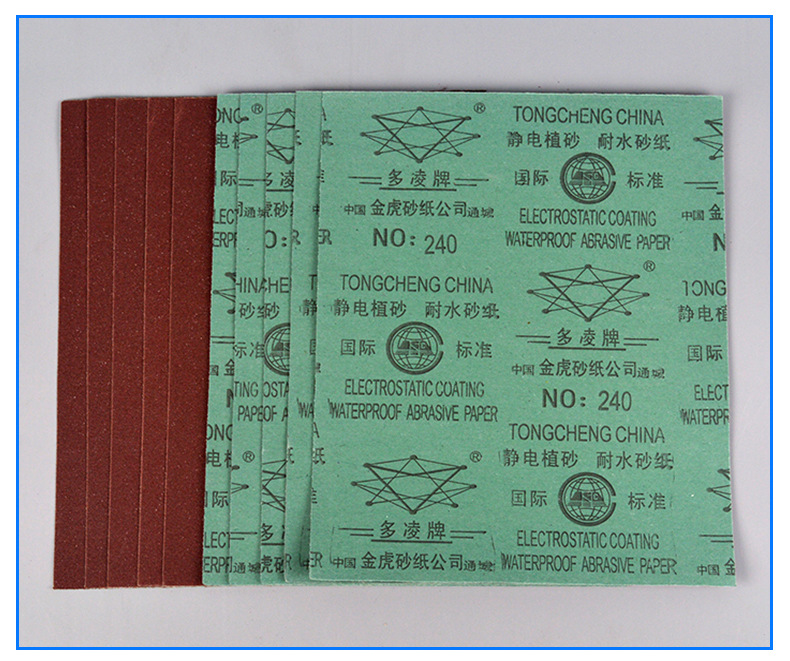 ®
多凌牌
中国 金虎砂纸公司 通城
NO: 240
TONGCHENG CHINA
静电植砂 耐水砂纸
国际 标准
ELECTROSTATIC COATING
WATERPROOF ABRASIVE PAPER
TONGCHENG CHINA
静电植砂 耐水砂纸
国际 标准
ELECTROSTATIC COATING
WATERPROOF ABRASIVE PAPER
®
多凌牌
中国 金虎砂纸公司 通城
NO: 240
®
多凌牌
中国 金虎砂纸公司 通城
TONGCHENG CHINA
静电植砂 耐水砂纸
国际 标准
ELECTROSTATIC COATING
WATERPROOF ABRASIVE PAPER